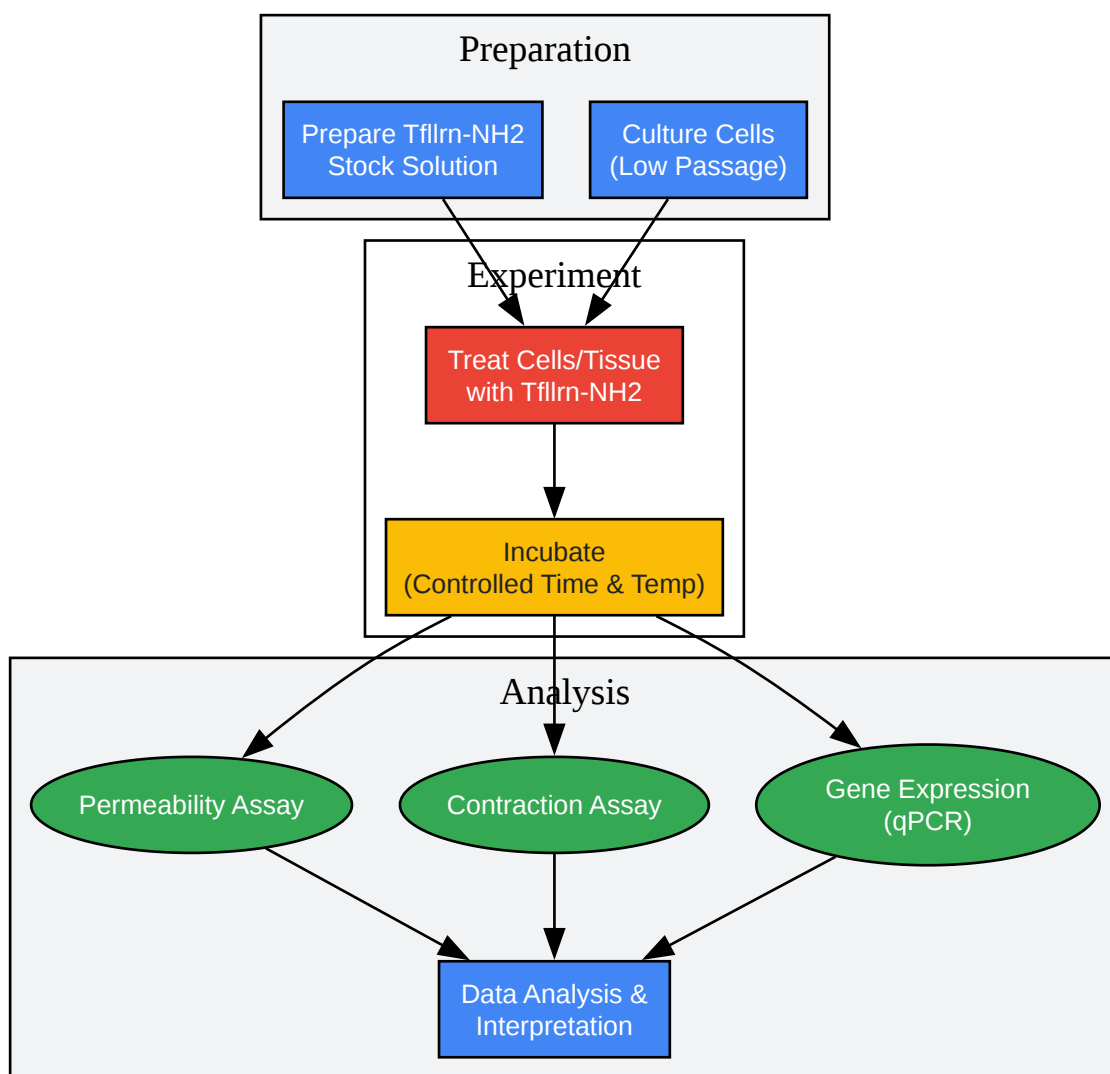 Preparation
Prepare Tfllrn-NH2
Stock Solution
Culture Cells
(Low Passage)
Experiment
Treat Cells/Tissue
with Tfllrn-NH2
Incubate
(Controlled Time & Temp)
Analysis
Permeability Assay
Contraction Assay
Gene Expression
(qPCR)
Data Analysis &
Interpretation